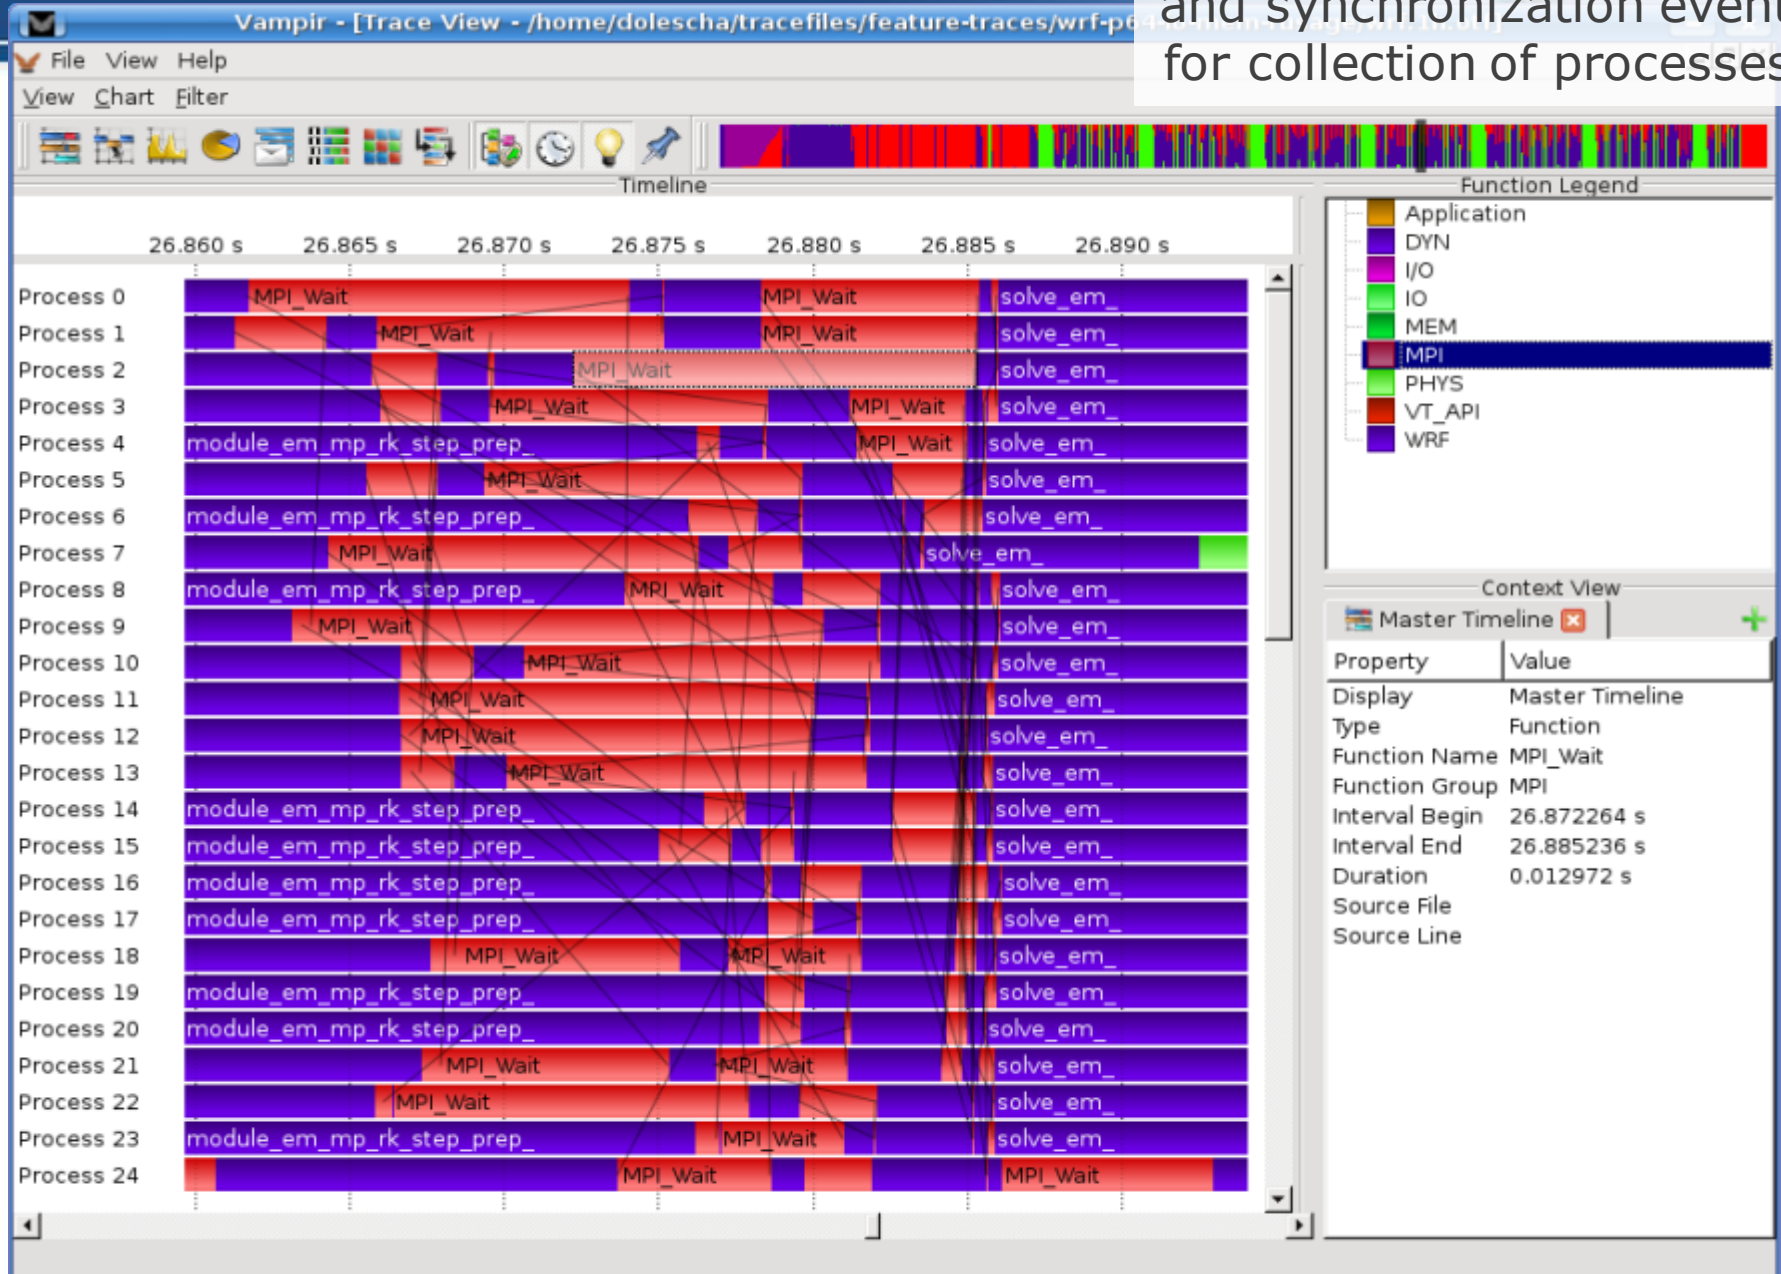 and synchronization event
for collection of processes
Vampir - [Trace View - /home/dolescha/tracefiles/feature-traces/wrf-p64
File View Help
View Chart Filter
Timeline
26.860 s 26.865 s 26.870 s 26.875 s 26.880 s 26.885 s 26.890 s
Process 0 MPI_Wait MPI_Wait solve_em_
Process 1 MPI_Wait MPI_Wait solve_em_
Process 2 MPI_Wait solve_em_
Process 3 MPI_Wait MPI_Wait solve_em_
Process 4 module_em_mp_rk_step_prep_ MPI_Wait solve_em_
Process 5 MPI_Wait solve_em_
Process 6 module_em_mp_rk_step_prep_ solve_em_
Process 7 MPI_Wait solve_em_
Process 8 module_em_mp_rk_step_prep_ MPI_Wait solve_em_
Process 9 MPI_Wait solve_em_
Process 10 MPI_Wait solve_em_
Process 11 MPI_Wait solve_em_
Process 12 MPI_Wait solve_em_
Process 13 MPI_Wait solve_em_
Process 14 module_em_mp_rk_step_prep_ solve_em_
Process 15 module_em_mp_rk_step_prep_ solve_em_
Process 16 module_em_mp_rk_step_prep_ solve_em_
Process 17 module_em_mp_rk_step_prep_ solve_em_
Process 18 MPI_Wait MPI_Wait solve_em_
Process 19 module_em_mp_rk_step_prep_ solve_em_
Process 20 module_em_mp_rk_step_prep_ solve_em_
Process 21 MPI_Wait MPI_Wait solve_em_
Process 22 MPI_Wait solve_em_
Process 23 module_em_mp_rk_step_prep_ MPI_Wait solve_em_
Process 24 MPI_Wait MPI_Wait
Function Legend
Application
DYN
I/O
IO
MEM
MPI
PHYS
VT_API
WRF
Context View
Master Timeline
Property Value
Display Master Timeline
Type Function
Function Name MPI_Wait
Function Group MPI
Interval Begin 26.872264 s
Interval End 26.885236 s
Duration 0.012972 s
Source File
Source Line